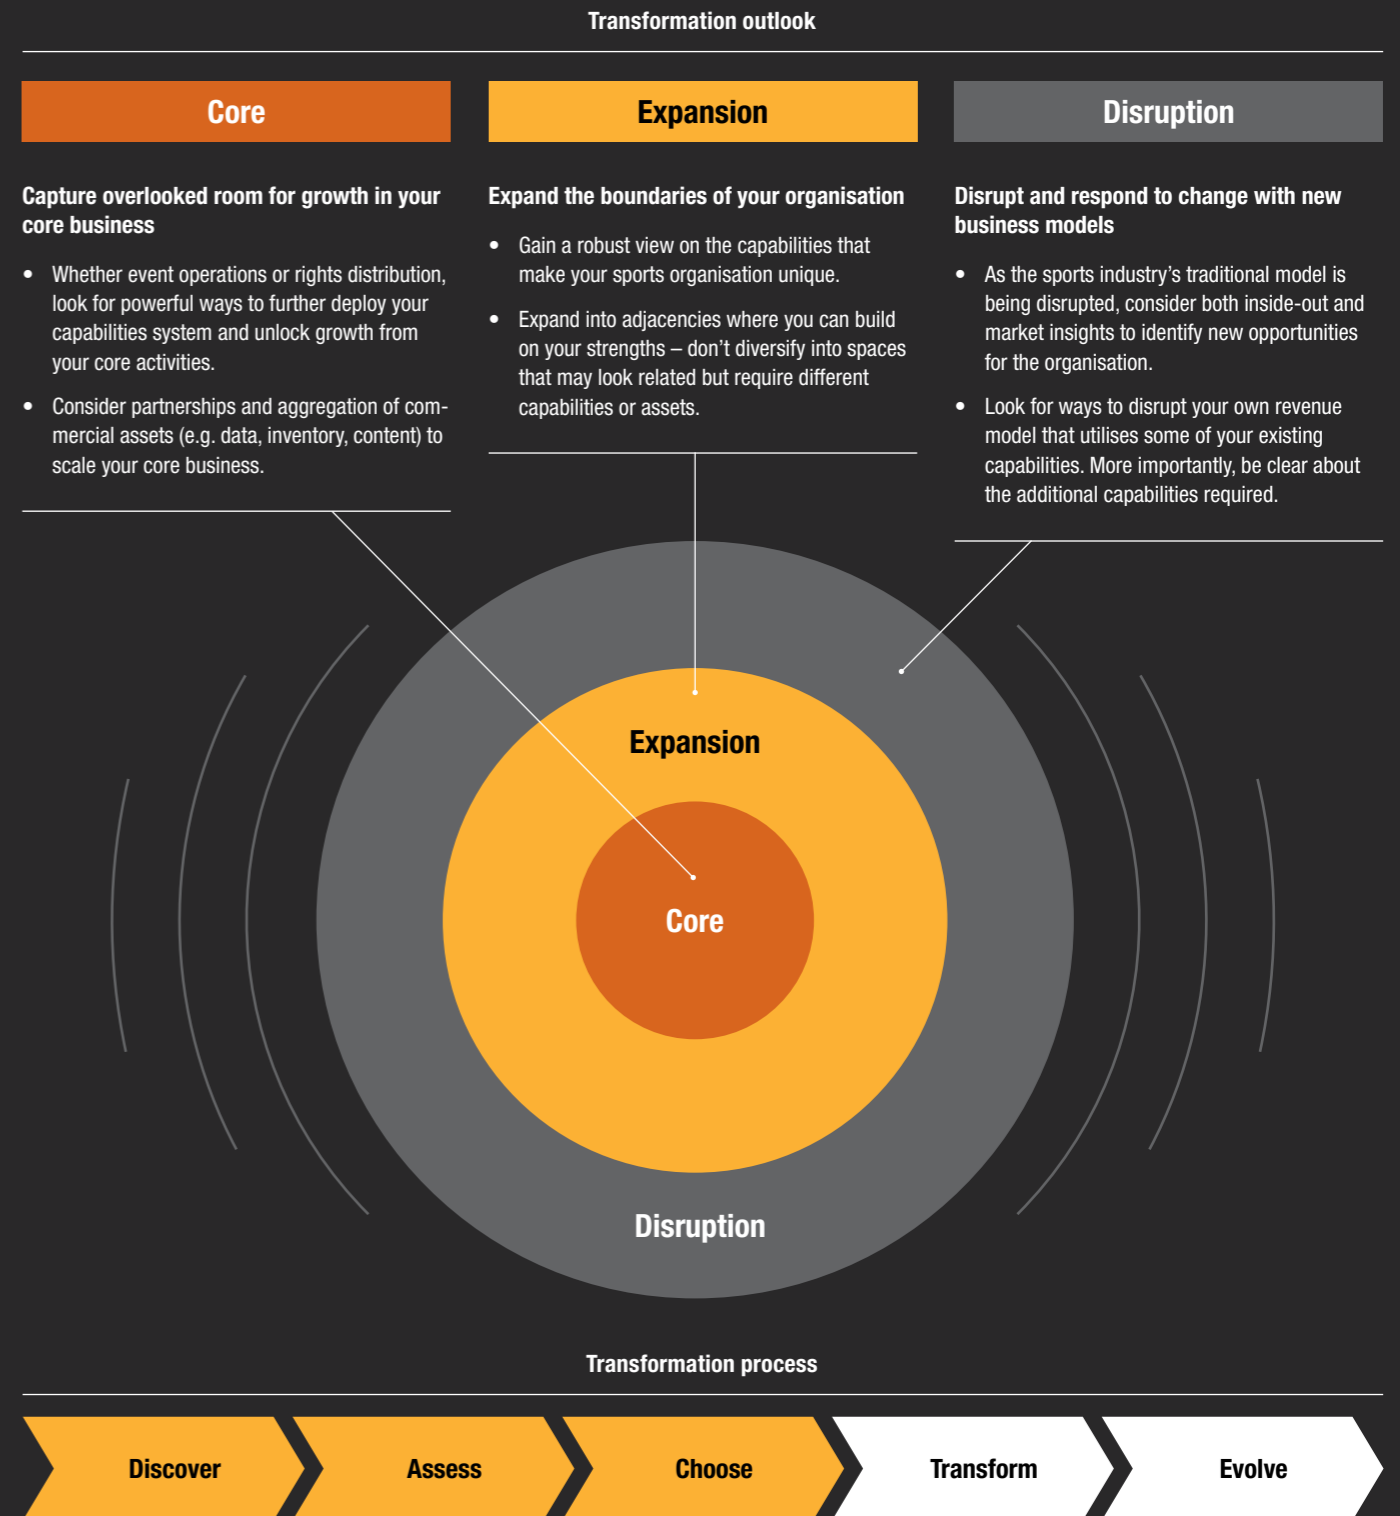 Transformation outlook
Core
Capture overlooked room for growth in your
core business
• Whether event operations or rights distribution,
look for powerful ways to further deploy your
capabilities system and unlock growth from
your core activities.
• Consider partnerships and aggregation of com-
mercial assets (e.g. data, inventory, content) to
scale your core business.
Expansion
Expand the boundaries of your organisation
• Gain a robust view on the capabilities that
make your sports organisation unique.
• Expand into adjacencies where you can build
on your strengths – don’t diversify into spaces
that may look related but require different
capabilities or assets.
Disruption
Disrupt and respond to change with new
business models
• As the sports industry’s traditional model is
being disrupted, consider both inside-out and
market insights to identify new opportunities
for the organisation.
• Look for ways to disrupt your own revenue
model that utilises some of your existing
capabilities. More importantly, be clear about
the additional capabilities required.
Expansion
Core
Disruption
Transformation process
Discover
Assess
Choose
Transform
Evolve